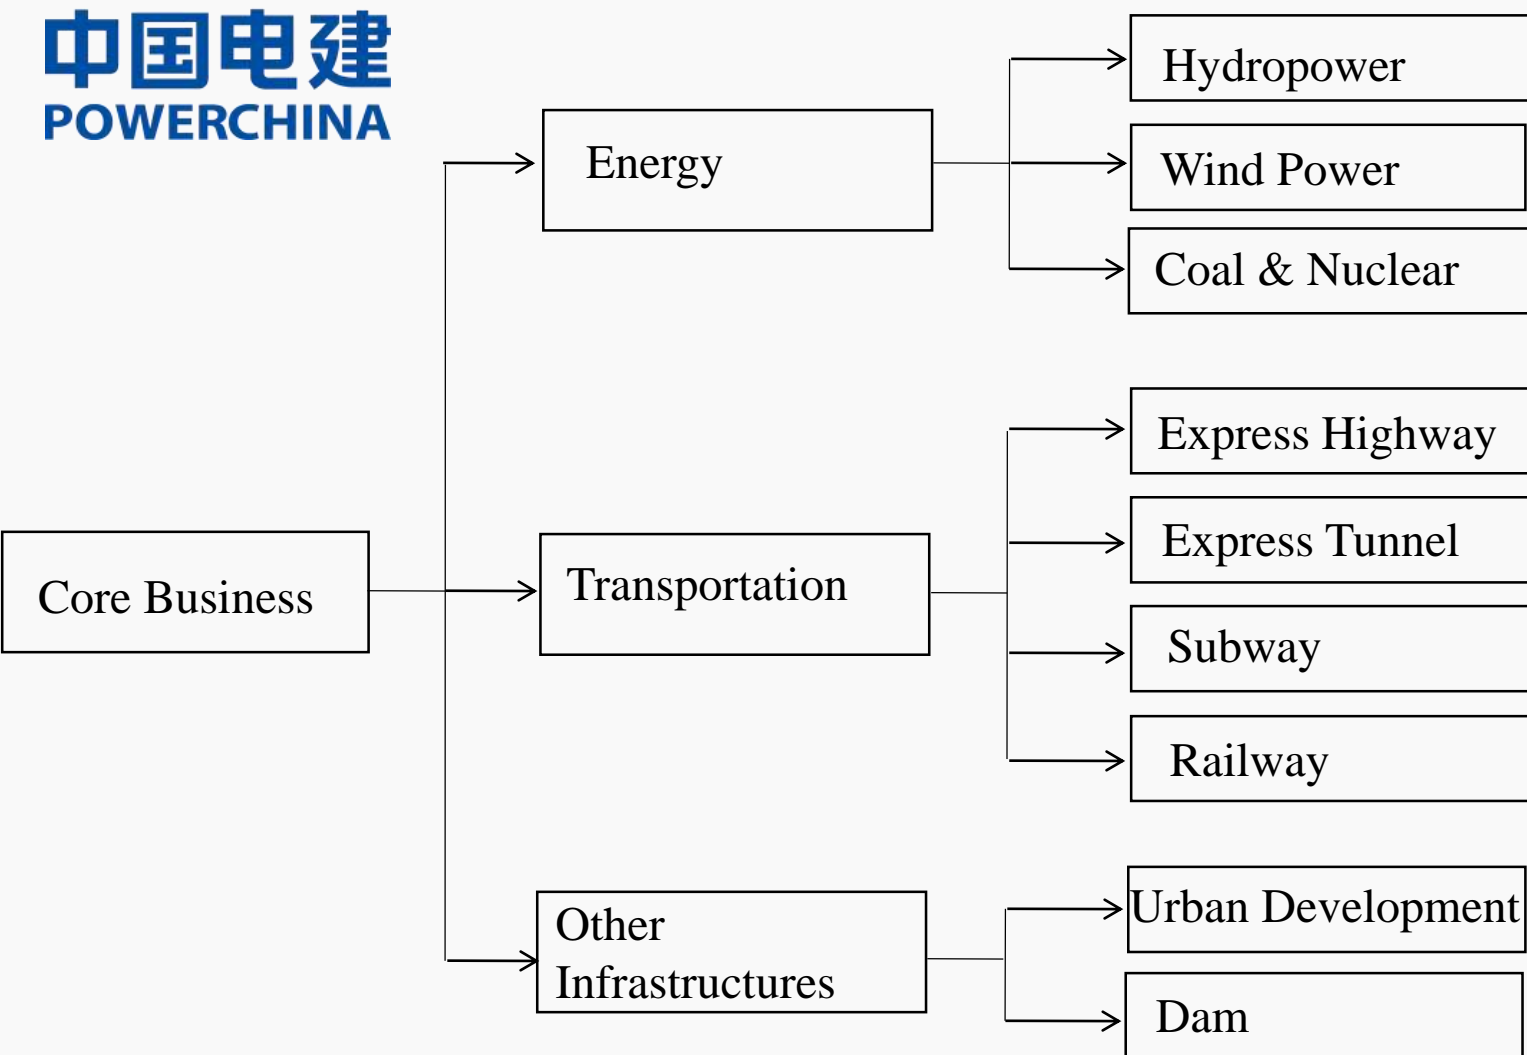 中国电建
POWERCHINA
Core Business
Energy
Hydropower
Wind Power
Coal & Nuclear
Transportation
Express Highway
Express Tunnel
Subway
Railway
Other
Infrastructures
Urban Development
Dam